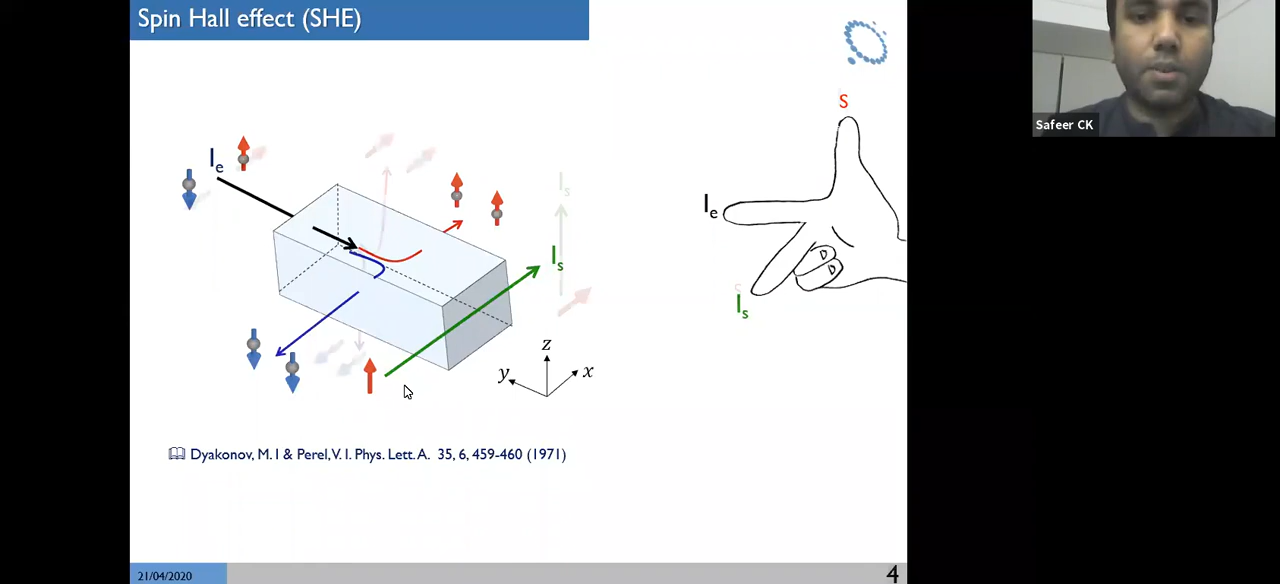 Spin Hall effect (SHE)
Safeer CK
S
Ie
Ie
Is
Is
Is
z
y
x
Dyakonov, M. I & Perel, V. I. Phys. Lett. A. 35, 6, 459-460 (1971)
21/04/2020
4